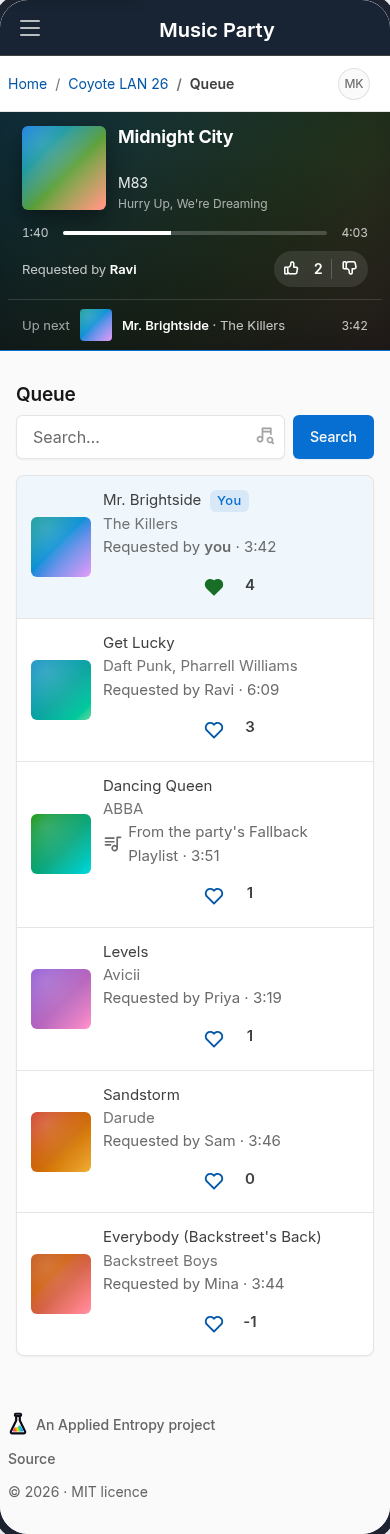 Music Party
Home / Coyote LAN 26 / Queue
MK
Midnight City
M83
Hurry Up, We're Dreaming
1:40 4:03
Requested by Ravi 2
Up next Mr. Brightside · The Killers 3:42
Queue
Search... Search
Mr. Brightside You
The Killers
Requested by you · 3:42
4
Get Lucky
Daft Punk, Pharrell Williams
Requested by Ravi · 6:09
3
Dancing Queen
ABBA
From the party's Fallback
Playlist · 3:51
1
Levels
Avicii
Requested by Priya · 3:19
1
Sandstorm
Darude
Requested by Sam · 3:46
0
Everybody (Backstreet's Back)
Backstreet Boys
Requested by Mina · 3:44
-1
An Applied Entropy project
Source
© 2026 · MIT licence